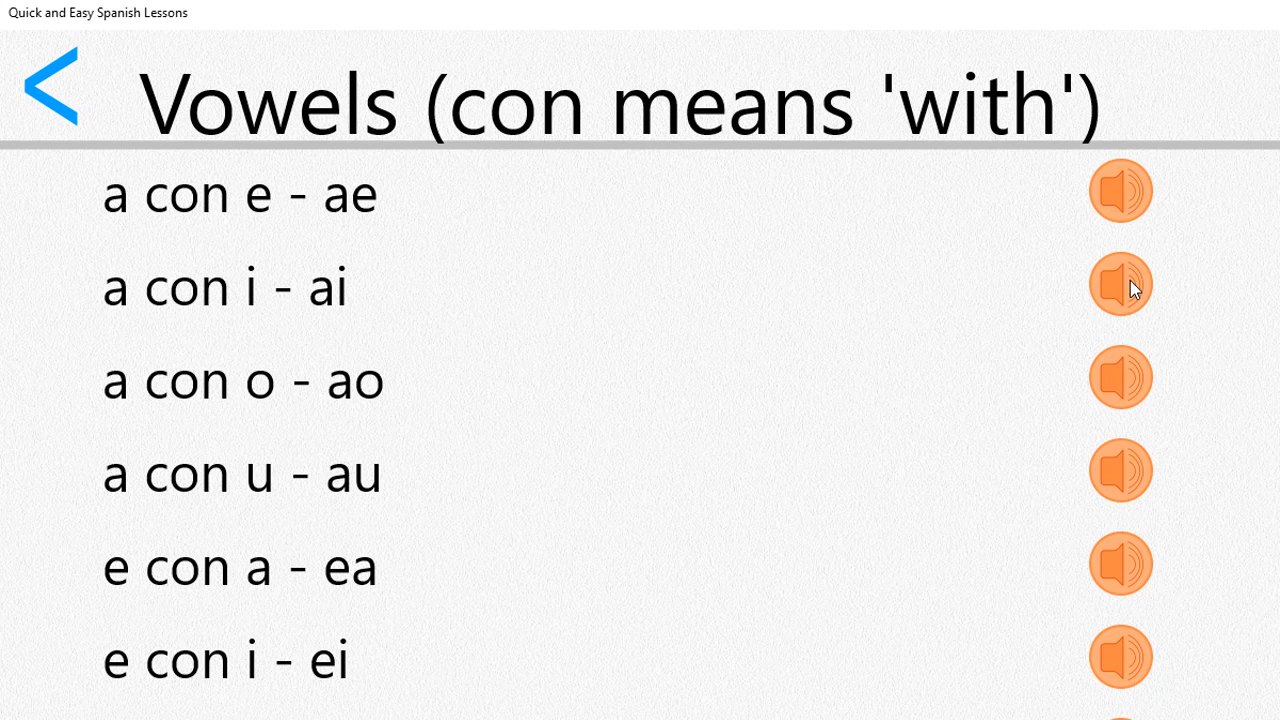 Quick and Easy Spanish Lessons
< Vowels (con means 'with')
a con e - ae
a con i - ai
a con o - ao
a con u - au
e con a - ea
e con i - ei